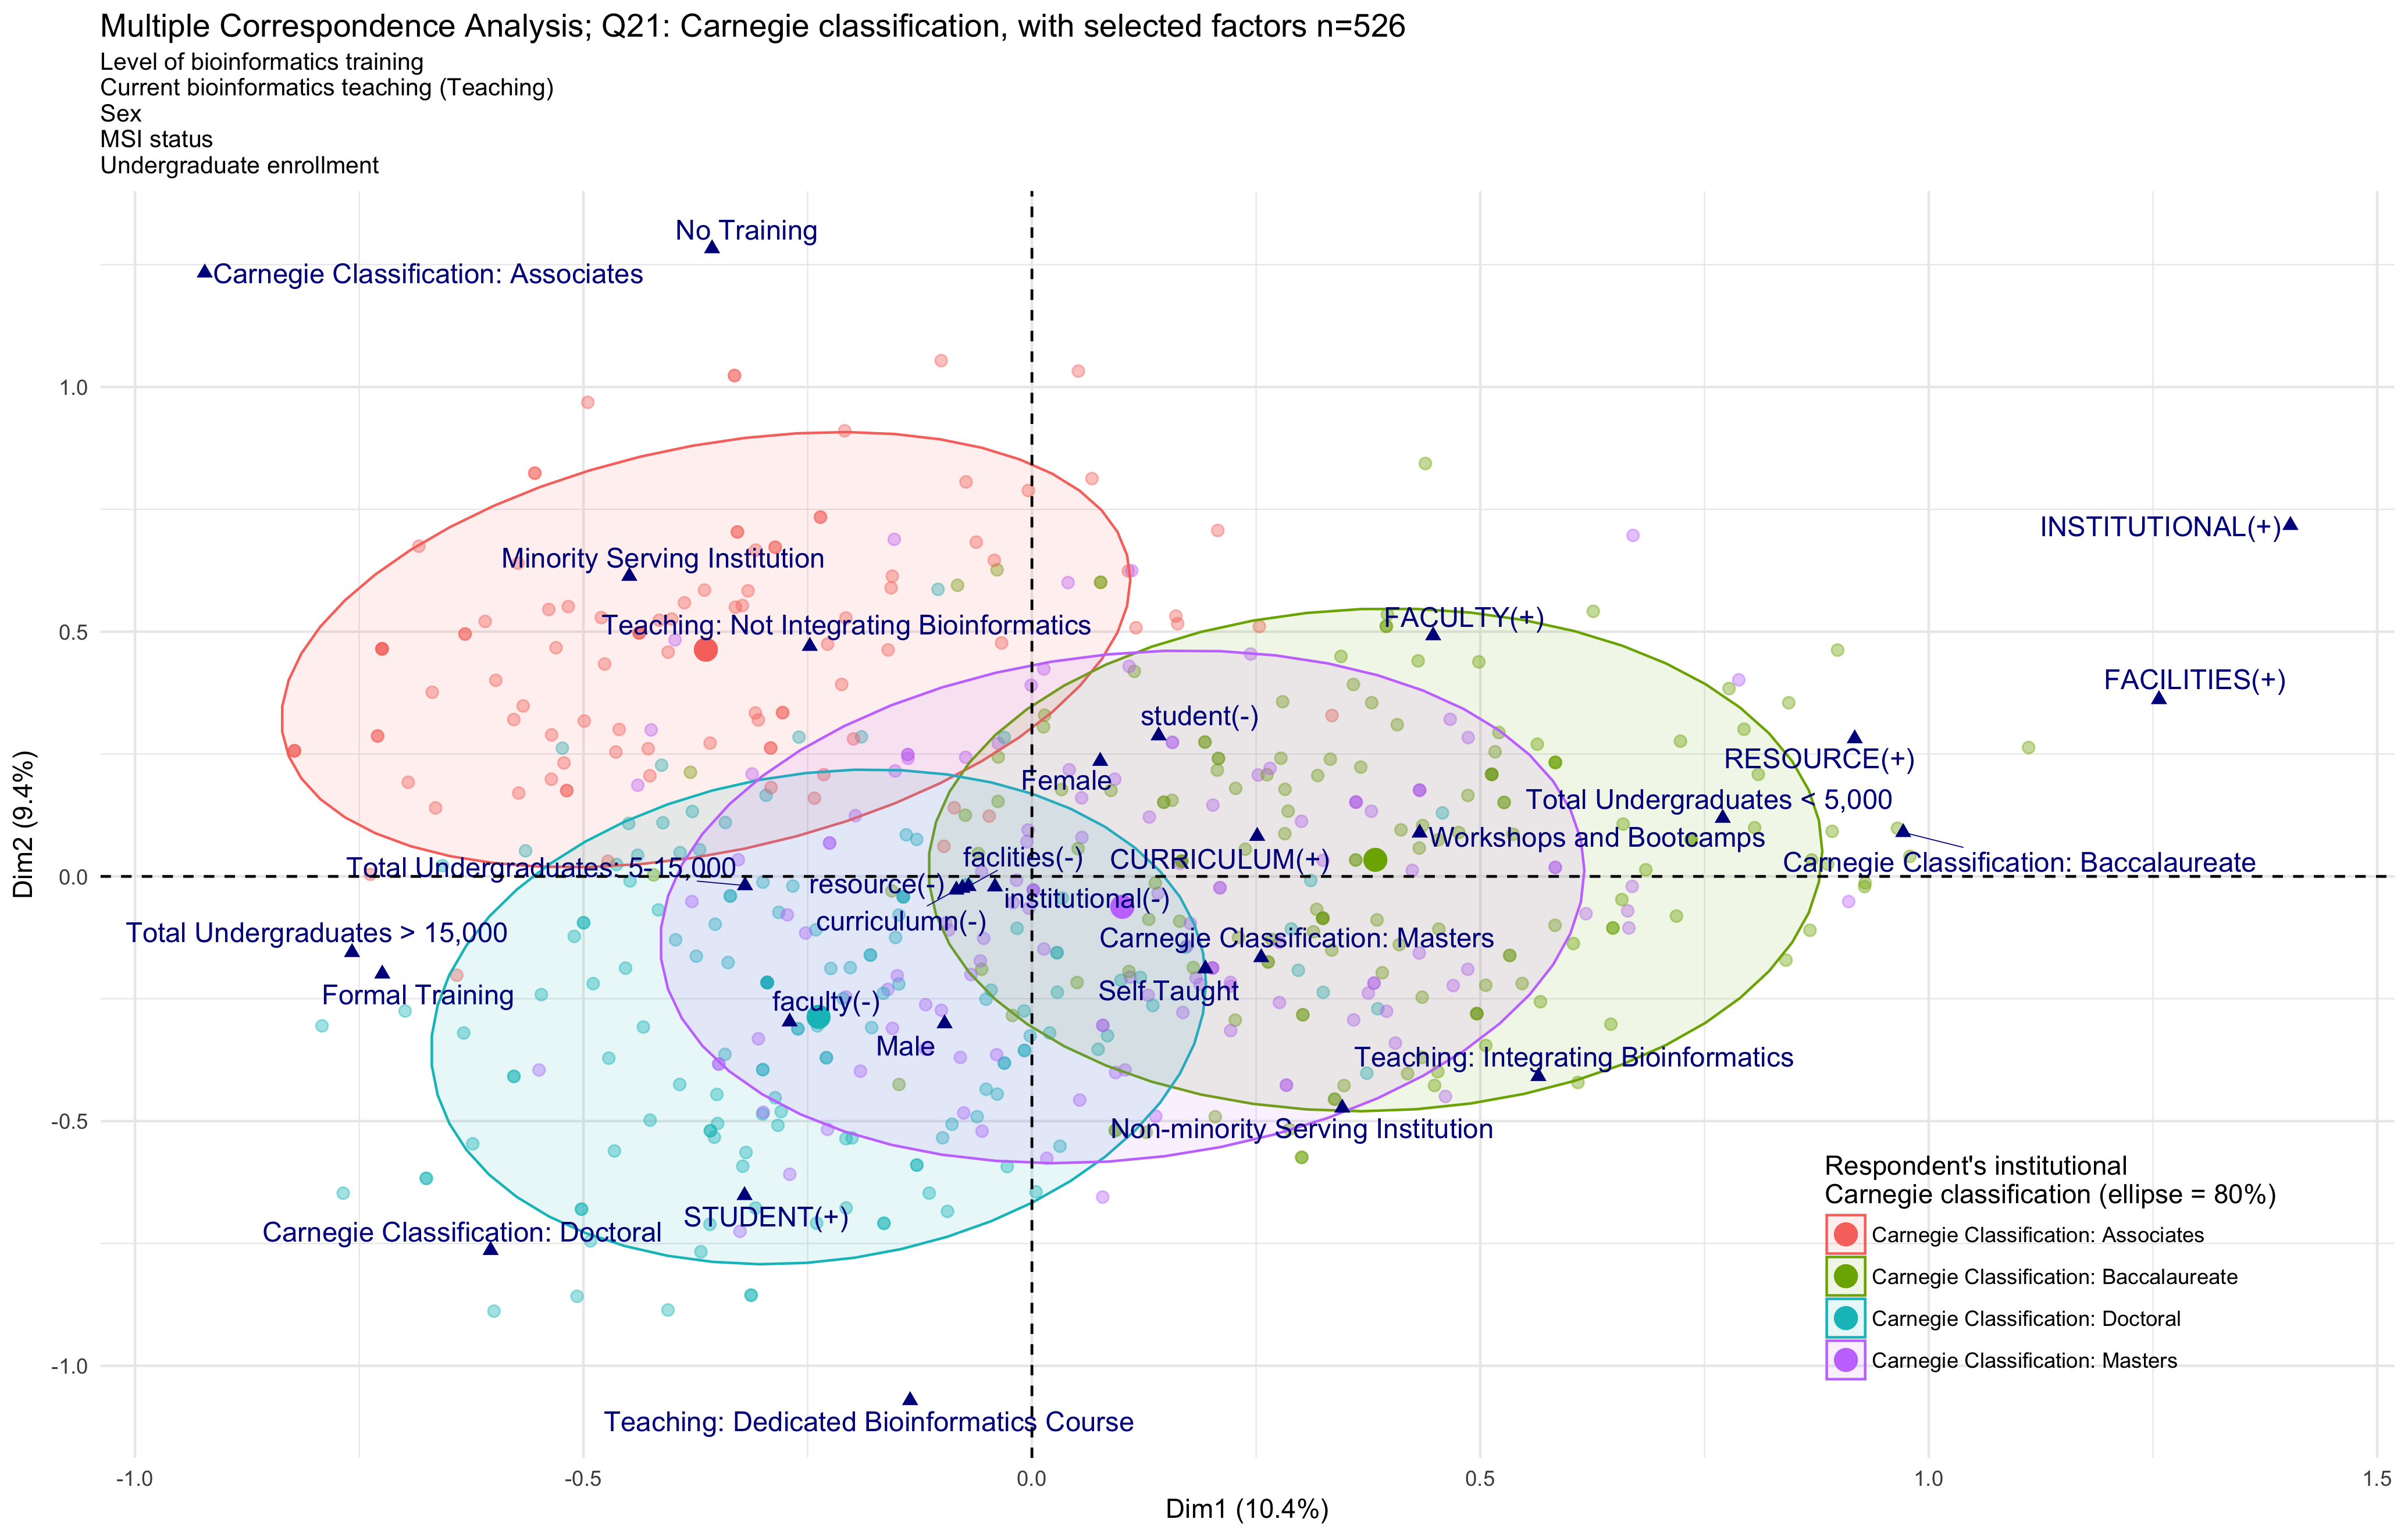 Multiple Correspondence Analysis; Q21: Carnegie classification, with selected factors n=526
Level of bioinformatics training
Current bioinformatics teaching (Teaching)
Sex
MSI status
Undergraduate enrollment
No Training
Carnegie Classification: Associates
1.0
INSTITUTIONAL(+)
Minority Serving Institution
0.5
Teaching: Not Integrating Bioinformatics
FACULTY(+)
FACILITIES(+)
student(-)
RESOURCE(+)
Female
Total Undergraduates < 5,000
Workshops and Bootcamps
CURRICULUM(+)
faclities(-)
Carnegie Classification: Baccalaureate
Total Undergraduates: 5-15,000
0.0
resource(-)
institutional(-)
curriculumn(-)
Total Undergraduates > 15,000
Carnegie Classification: Masters
Formal Training
Self Taught
faculty(-)
Male
Teaching: Integrating Bioinformatics
-0.5
Non-minority Serving Institution
STUDENT(+)
Carnegie Classification: Doctoral
-1.0
Teaching: Dedicated Bioinformatics Course
Respondent's institutional
Carnegie classification (ellipse = 80%)
Carnegie Classification: Associates
Carnegie Classification: Baccalaureate
Carnegie Classification: Doctoral
Carnegie Classification: Masters
-1.0 -0.5 0.0 0.5 1.0 1.5
Dim1 (10.4%)
Dim2 (9.4%)